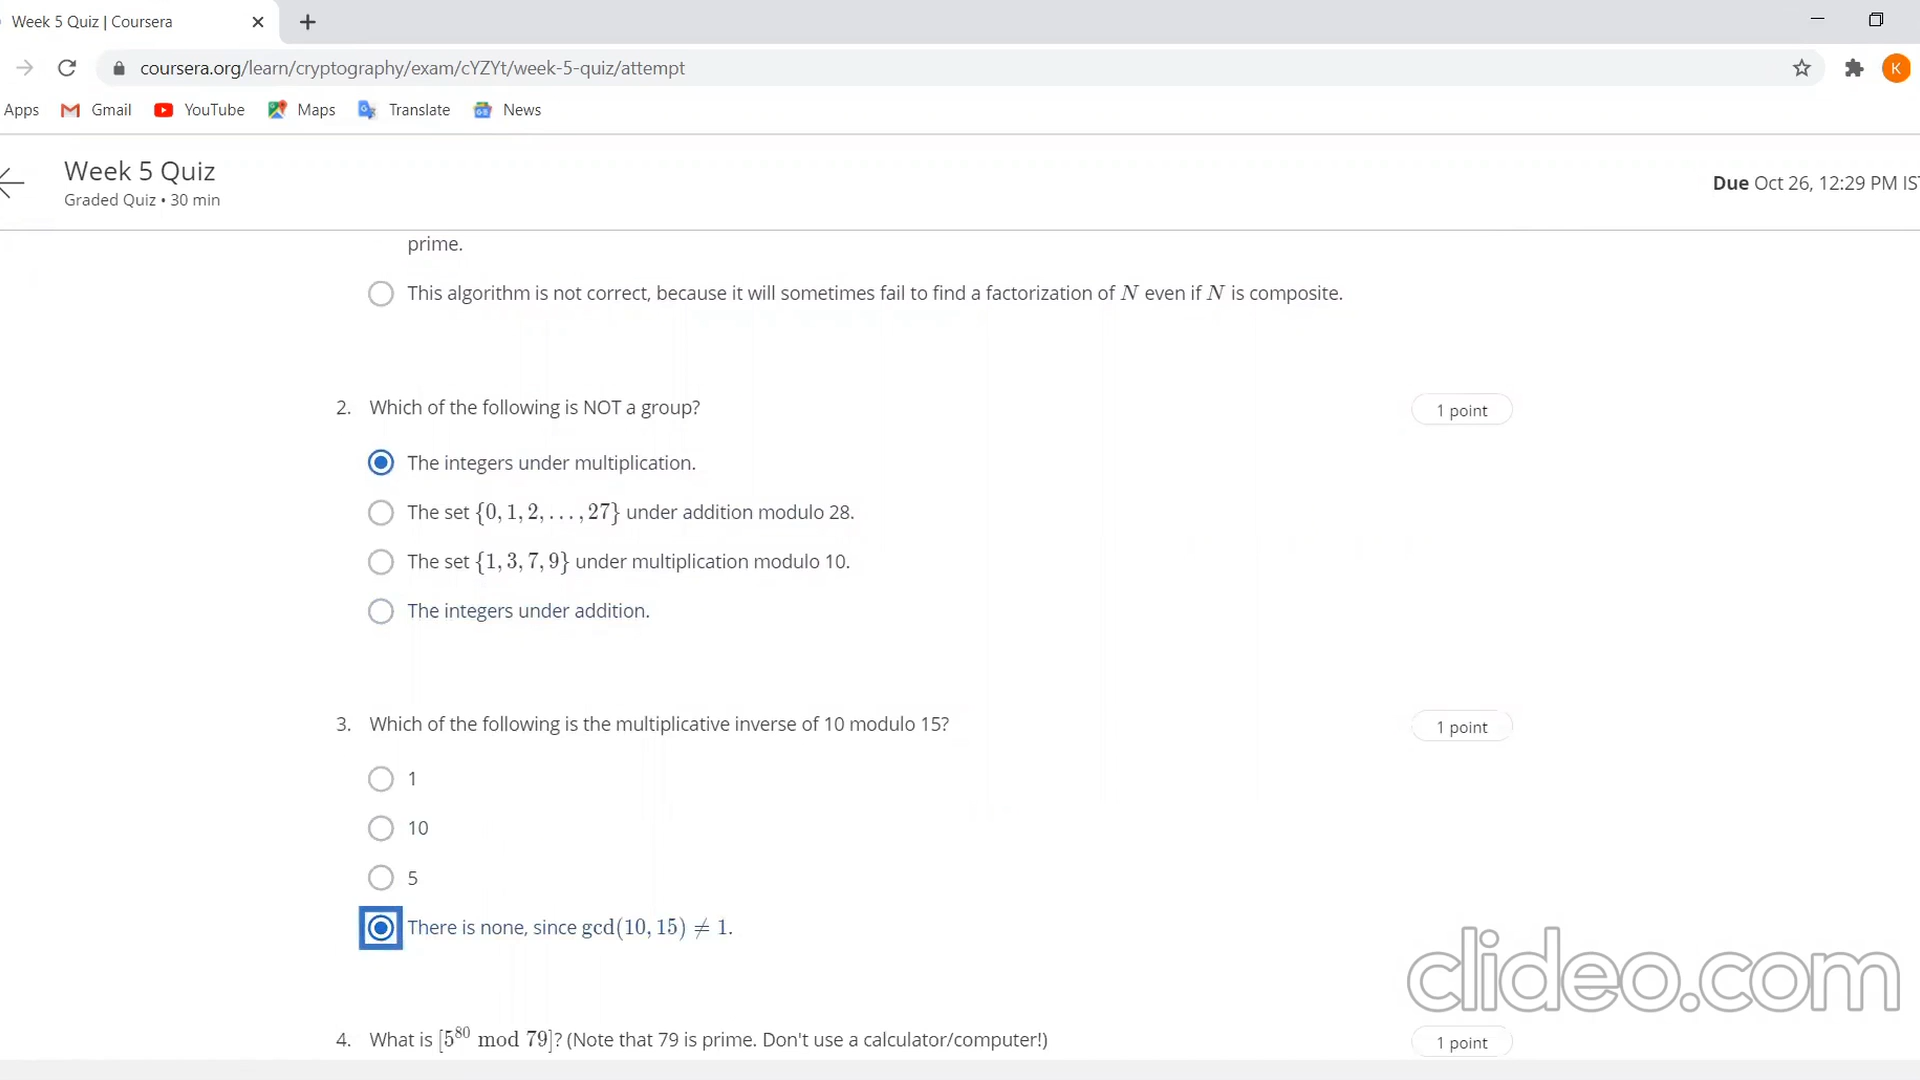 Week 5 Quiz | Coursera
coursera.org/learn/cryptography/exam/cYZYt/week-5-quiz/attempt
K
Apps Gmail YouTube Maps Translate News
Week 5 Quiz
Graded Quiz • 30 min
Due Oct 26, 12:29 PM IST
prime.
This algorithm is not correct, because it will sometimes fail to find a factorization of N even if N is composite.
2. Which of the following is NOT a group?
1 point
The integers under multiplication.
The set {0, 1, 2, . . . , 27} under addition modulo 28.
The set {1, 3, 7, 9} under multiplication modulo 10.
The integers under addition.
3. Which of the following is the multiplicative inverse of 10 modulo 15?
1 point
1
10
5
There is none, since gcd(10, 15) ≠ 1.
4. What is [5⁸⁰ mod 79]? (Note that 79 is prime. Don't use a calculator/computer!)
1 point
clideo.com